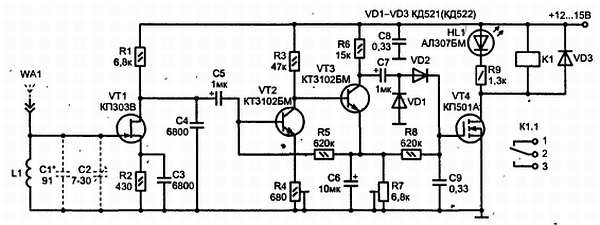 VD1–VD3 КД521(КД522)
+12...15В
R1
6,8к
R3
47к
R6
15к
C8
0,33
HL1
АЛ307БМ
K1
VD3
WA1
VT1
КП303В
C5
1мк
VT2
КТ3102БМ
VT3
КТ3102БМ
C7
1мк
VD2
VD1
R9
1,3к
VT4
КП501А
C4
6800
R5
620к
R8
620к
K1.1
1
2
3
L1
C1*
91
C2
7-30
R2
430
C3
6800
R4
680
C6
10мк
R7
6,8к
C9
0,33